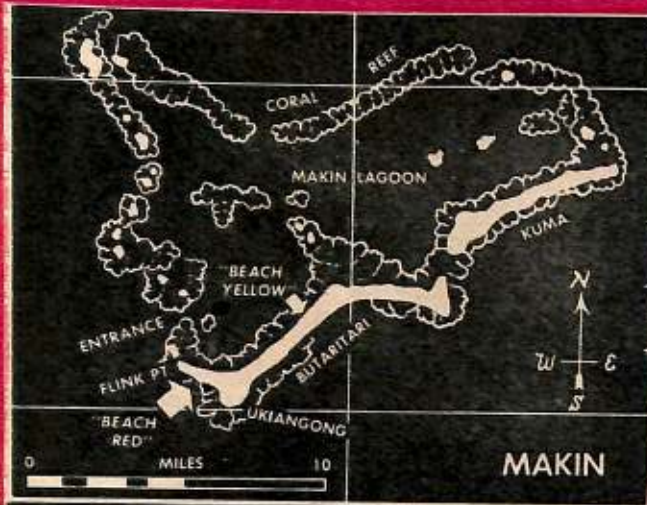 REEF
CORAL
MAKIN LAGOON
KUMA
"BEACH
YELLOW"
ENTRANCE
BUTARITARI
FLINK PT
"BEACH
RED"
UKIANGONG
N
W E
S
0 MILES 10
MAKIN